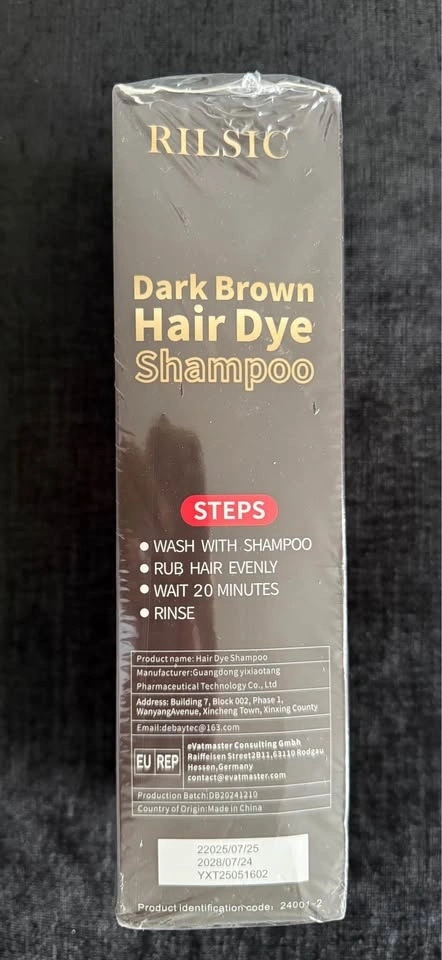 RILSIC
Dark Brown
Hair Dye
Shampoo
STEPS
● WASH WITH SHAMPOO
● RUB HAIR EVENLY
● WAIT 20 MINUTES
● RINSE
Product name: Hair Dye Shampoo
Manufacturer:Guangdong yixiaotang
Pharmaceutical Technology Co., Ltd
Address: Building 7, Block 002, Phase 1,
WanyangAvenue, Xincheng Town, Xinxing County
Email:debaytec@163.com
EU REP
eVatmaster Consulting Gmbh
Raiffeisen Street2B11,63110 Rodgau
Hessen,Germany
contact@evatmaster.com
Production Batch:DB20241210
Country of Origin:Made in China
22025/07/25
2028/07/24
YXT25051602
Product identification code: 24001-2